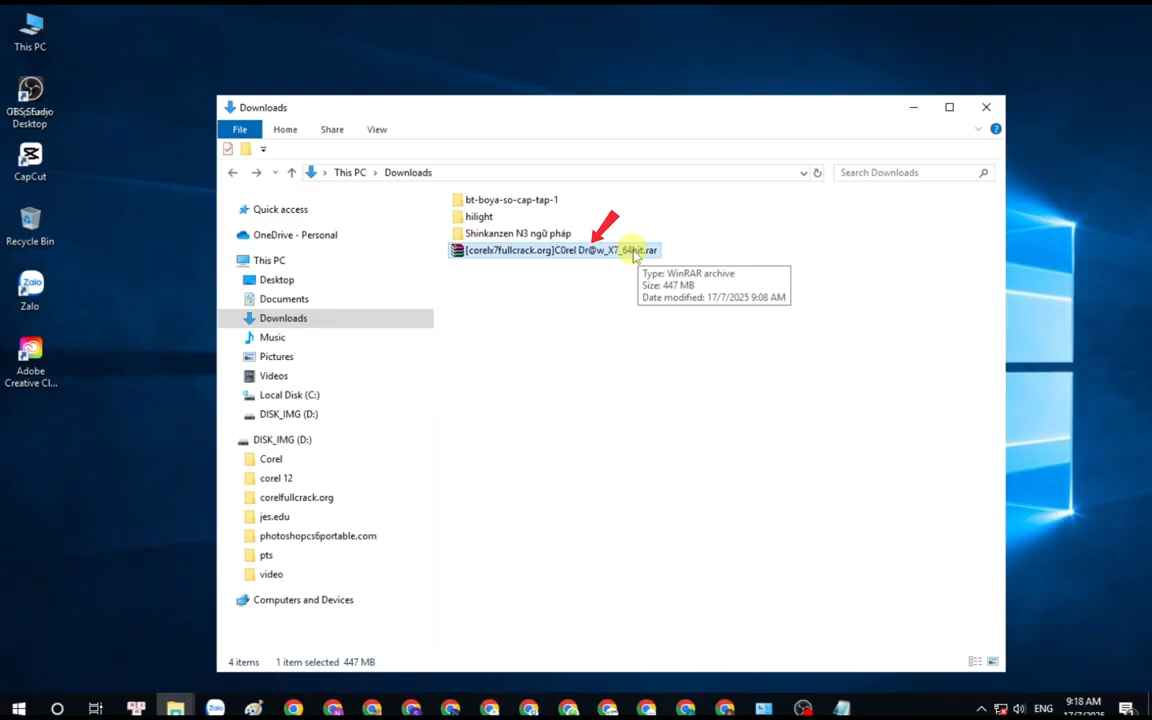 This PC
Desktop
CapCut
Recycle Bin
Zalo
Adobe
Creative Cl...
Downloads
File
Home
Share
View
This PC
Downloads
Search Downloads
Quick access
OneDrive - Personal
This PC
Desktop
Documents
Downloads
Music
Pictures
Videos
Local Disk (C:)
DISK_IMG (D:)
DISK_IMG (D:)
Corel
corel 12
corelfullcrack.org
jes.edu
photoshopcs6portable.com
pts
video
Computers and Devices
bt-boya-so-cap-tap-1
hilight
Shinkanzen N3 ngữ pháp
[corelx7fullcrack.org]C0rel Dr@w_X7_64bit.rar
Type: WinRAR archive
Size: 447 MB
Date modified: 17/7/2025 9:08 AM
4 items
1 item selected 447 MB
ENG
9:18 AM
17/7/2025